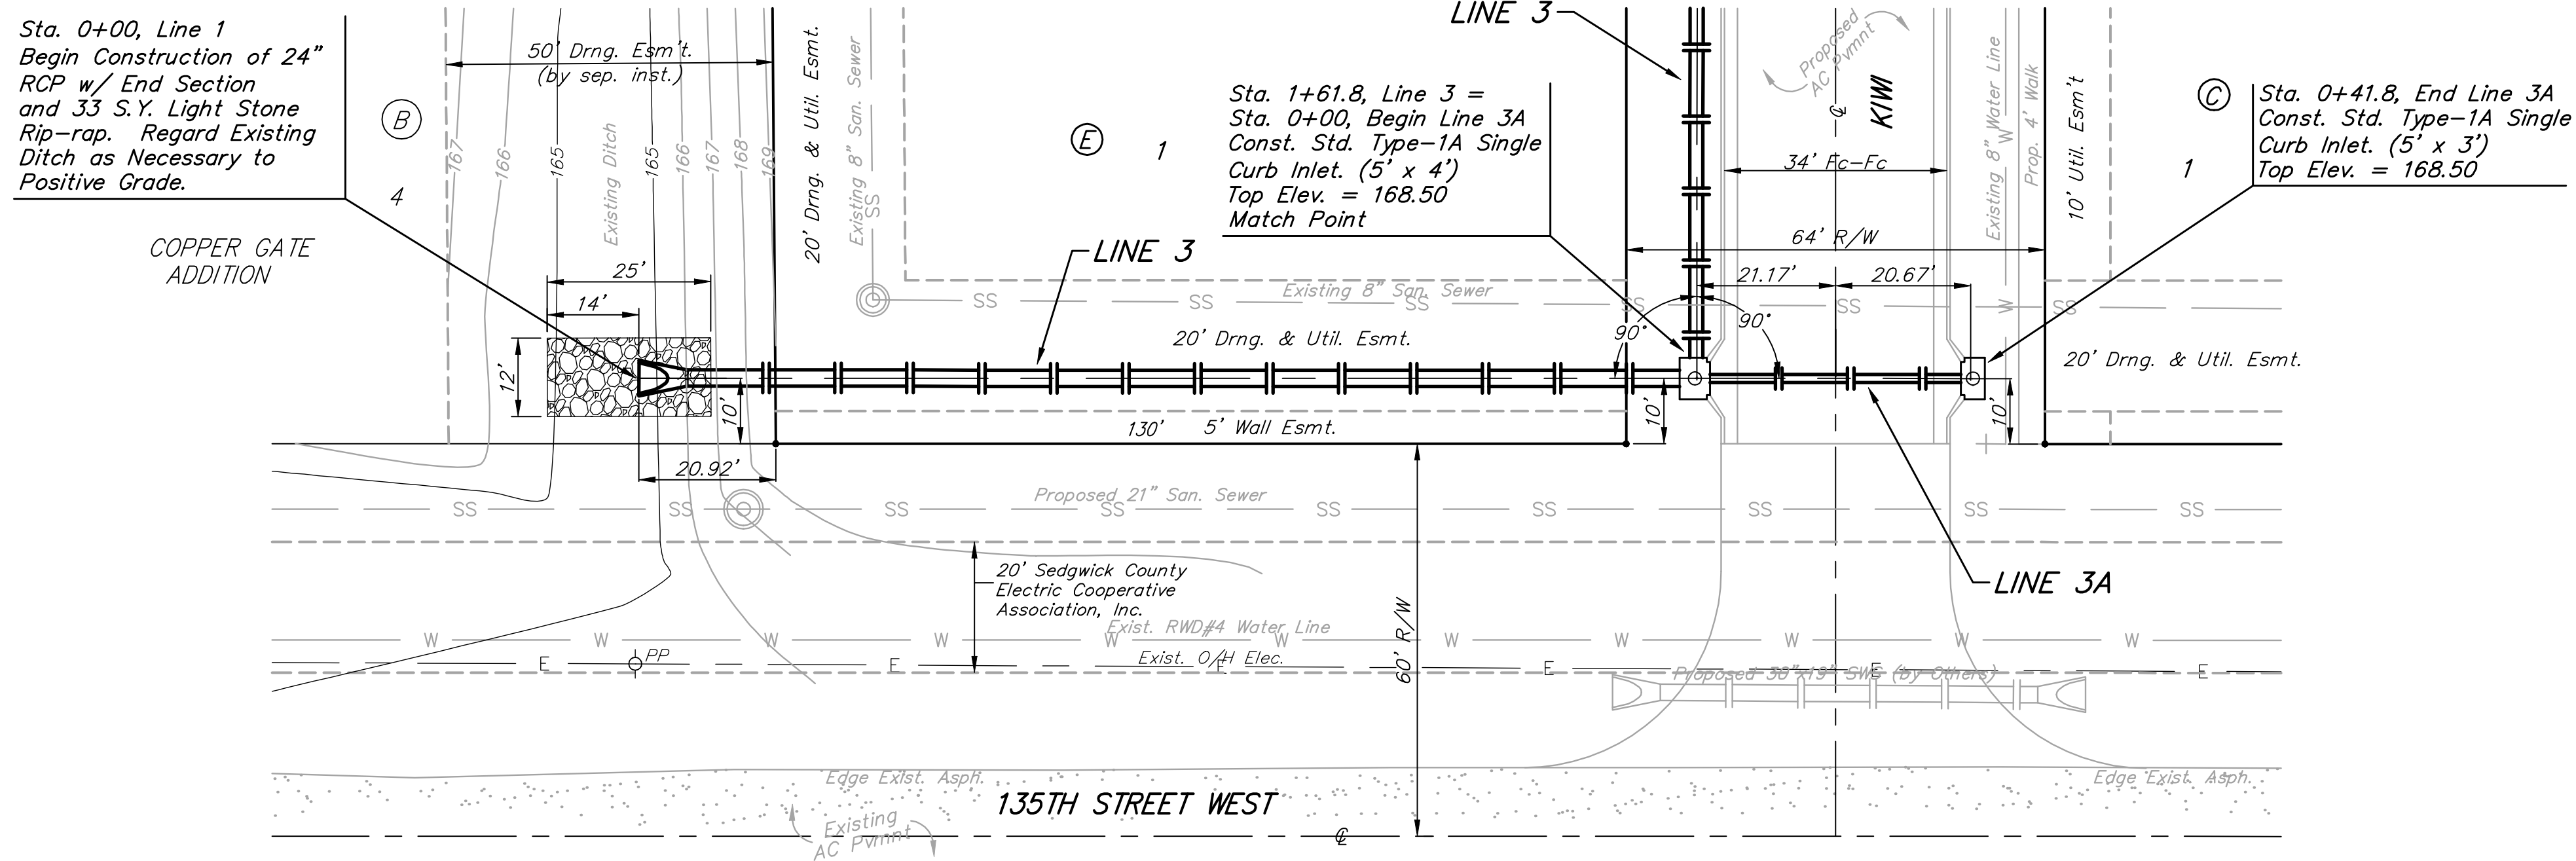 Sta. 0+00, Line 1
Begin Construction of 24"
RCP w/ End Section
and 33 S.Y. Light Stone
Rip-rap. Regard Existing
Ditch as Necessary to
Positive Grade.
B
4
COPPER GATE
ADDITION
50' Drng. Esm't.
(by sep. inst.)
167
166
165
Existing Ditch
165
166
167
168
169
20' Drng. & Util. Esmt.
Existing 8" San. Sewer
SS
25'
14'
12'
10'
20.92'
LINE 3
E
1
Sta. 1+61.8, Line 3 =
Sta. 0+00, Begin Line 3A
Const. Std. Type-1A Single
Curb Inlet. (5' x 4')
Top Elev. = 168.50
Match Point
LINE 3
Proposed
AC Pvmnt
KIWI
℄
34' Fc-Fc
64' R/W
21.17'
20.67'
90°
90°
Existing 8" Water Line
W
W
Prop. 4' Walk
10' Util. Esm't
C
1
Sta. 0+41.8, End Line 3A
Const. Std. Type-1A Single
Curb Inlet. (5' x 3')
Top Elev. = 168.50
SS SS SS SS SS SS
Existing 8" San. Sewer
20' Drng. & Util. Esmt.
20' Drng. & Util. Esmt.
10'
10'
130' 5' Wall Esmt.
LINE 3A
Proposed 21" San. Sewer
SS SS SS SS SS SS SS SS SS
20' Sedgwick County
Electric Cooperative
Association, Inc.
60' R/W
Exist. RWD#4 Water Line
W W W W W W W W W W W
PP
Exist. O/H Elec.
E E E E E E
Proposed 30"x19" SWS (by Others)
Edge Exist. Asph.
Edge Exist. Asph.
135TH STREET WEST
Existing
AC Pvmnt
℄